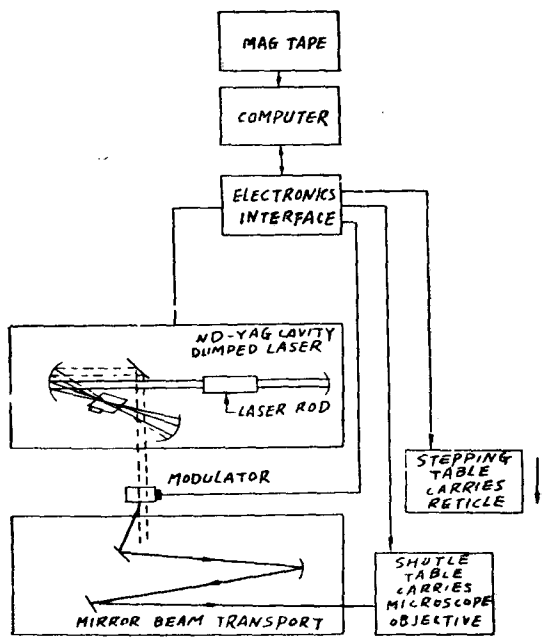 MAG TAPE
COMPUTER
ELECTRONICS
INTERFACE
ND-YAG CAVITY
DUMPED LASER
LASER ROD
MODULATOR
STEPPING
TABLE
CARRIES
RETICLE
SHUTLE
TABLE
CARRIES
MICROSCOPE
OBJECTIVE
MIRROR BEAM TRANSPORT